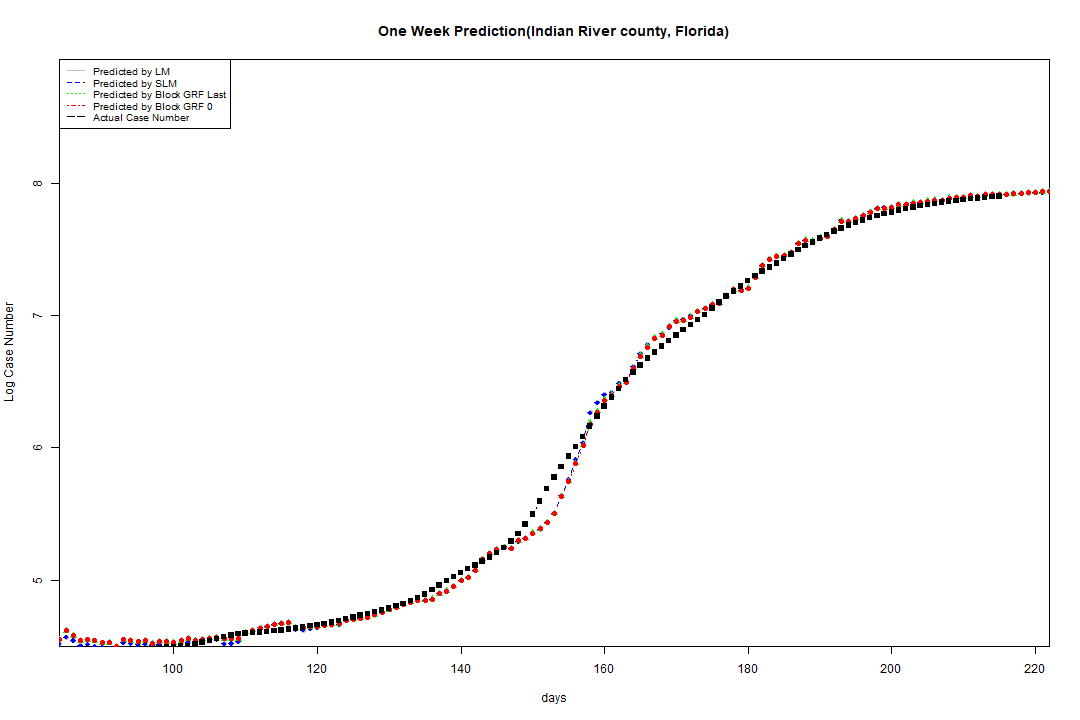 One Week Prediction(Indian River county, Florida)
Predicted by LM
Predicted by SLM
Predicted by Block GRF Last
Predicted by Block GRF 0
Actual Case Number
8
7
6
5
Log Case Number
100 120 140 160 180 200 220
days